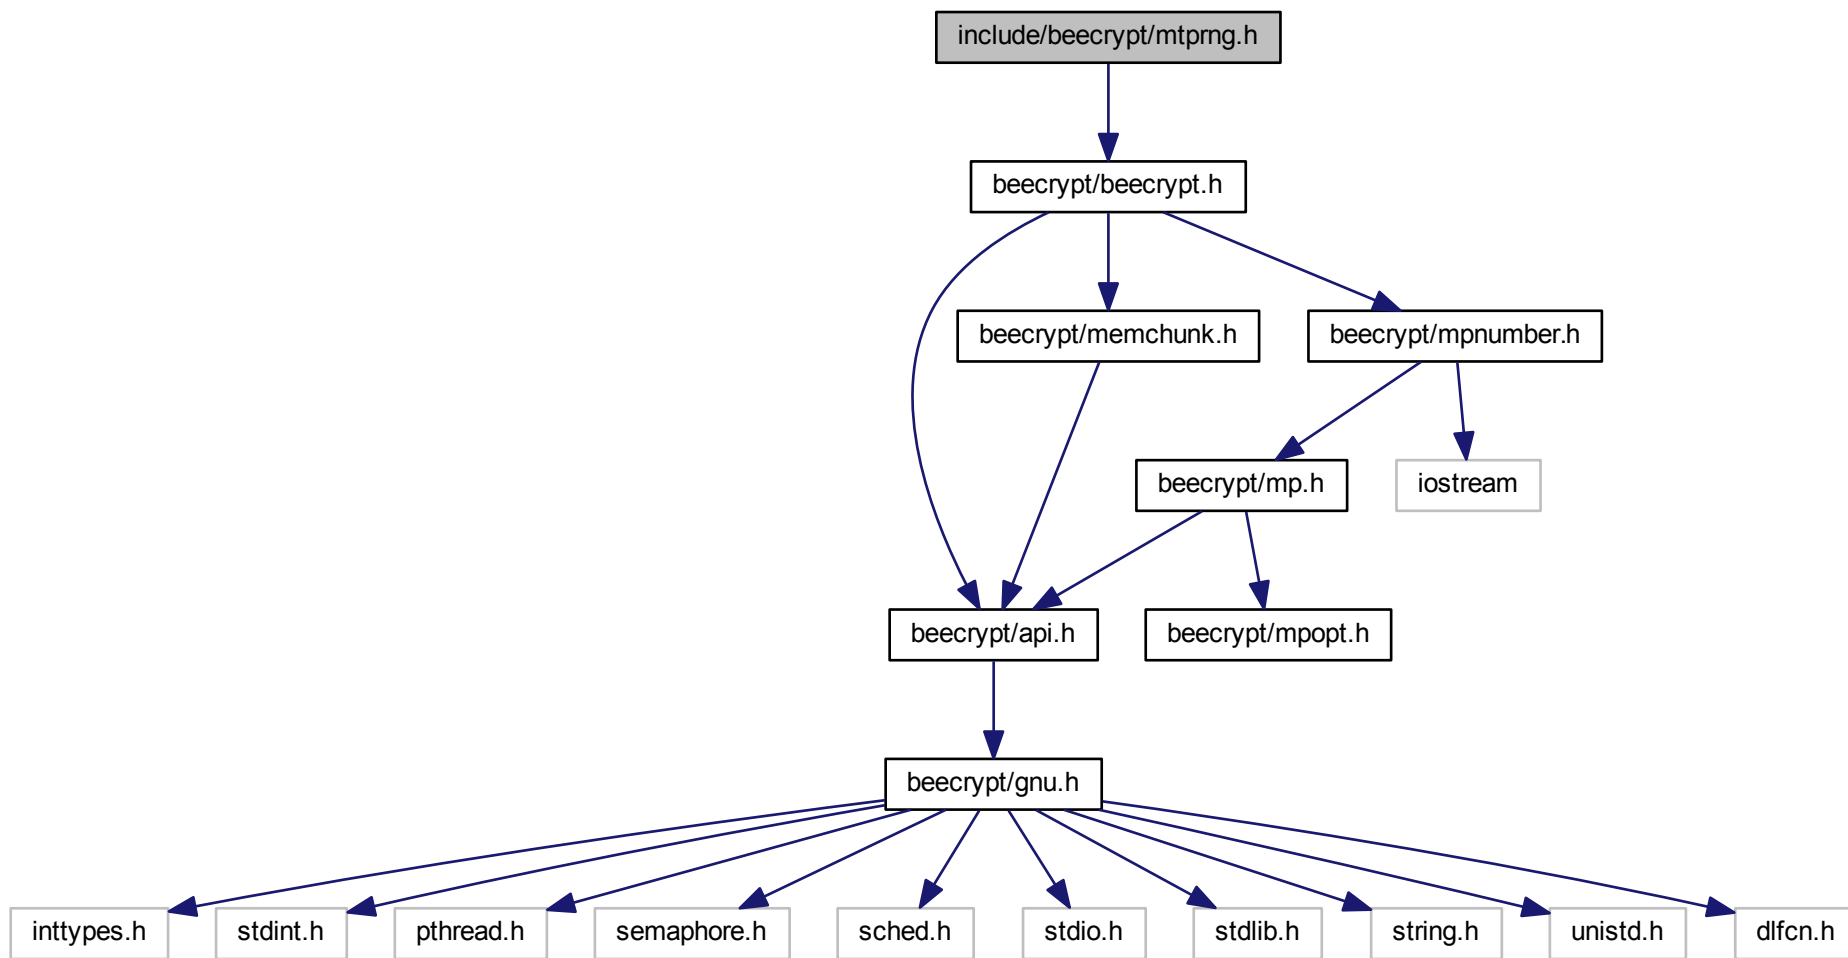 include/beecrypt/mtprng.h
beecrypt/beecrypt.h
beecrypt/memchunk.h
beecrypt/mpnumber.h
beecrypt/mp.h
iostream
beecrypt/api.h
beecrypt/mpopt.h
beecrypt/gnu.h
inttypes.h
stdint.h
pthread.h
semaphore.h
sched.h
stdio.h
stdlib.h
string.h
unistd.h
dlfcn.h